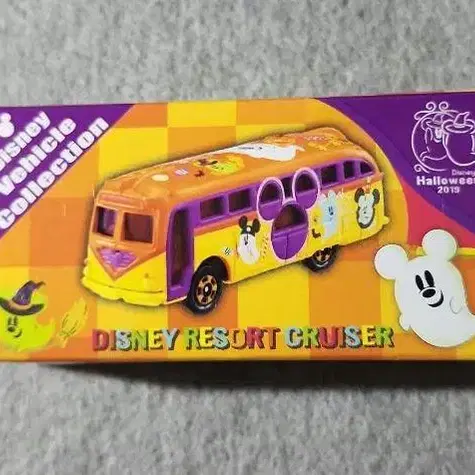 Disney
Vehicle
Collection
Disney
Halloween
2019
DISNEY RESORT CRUISER